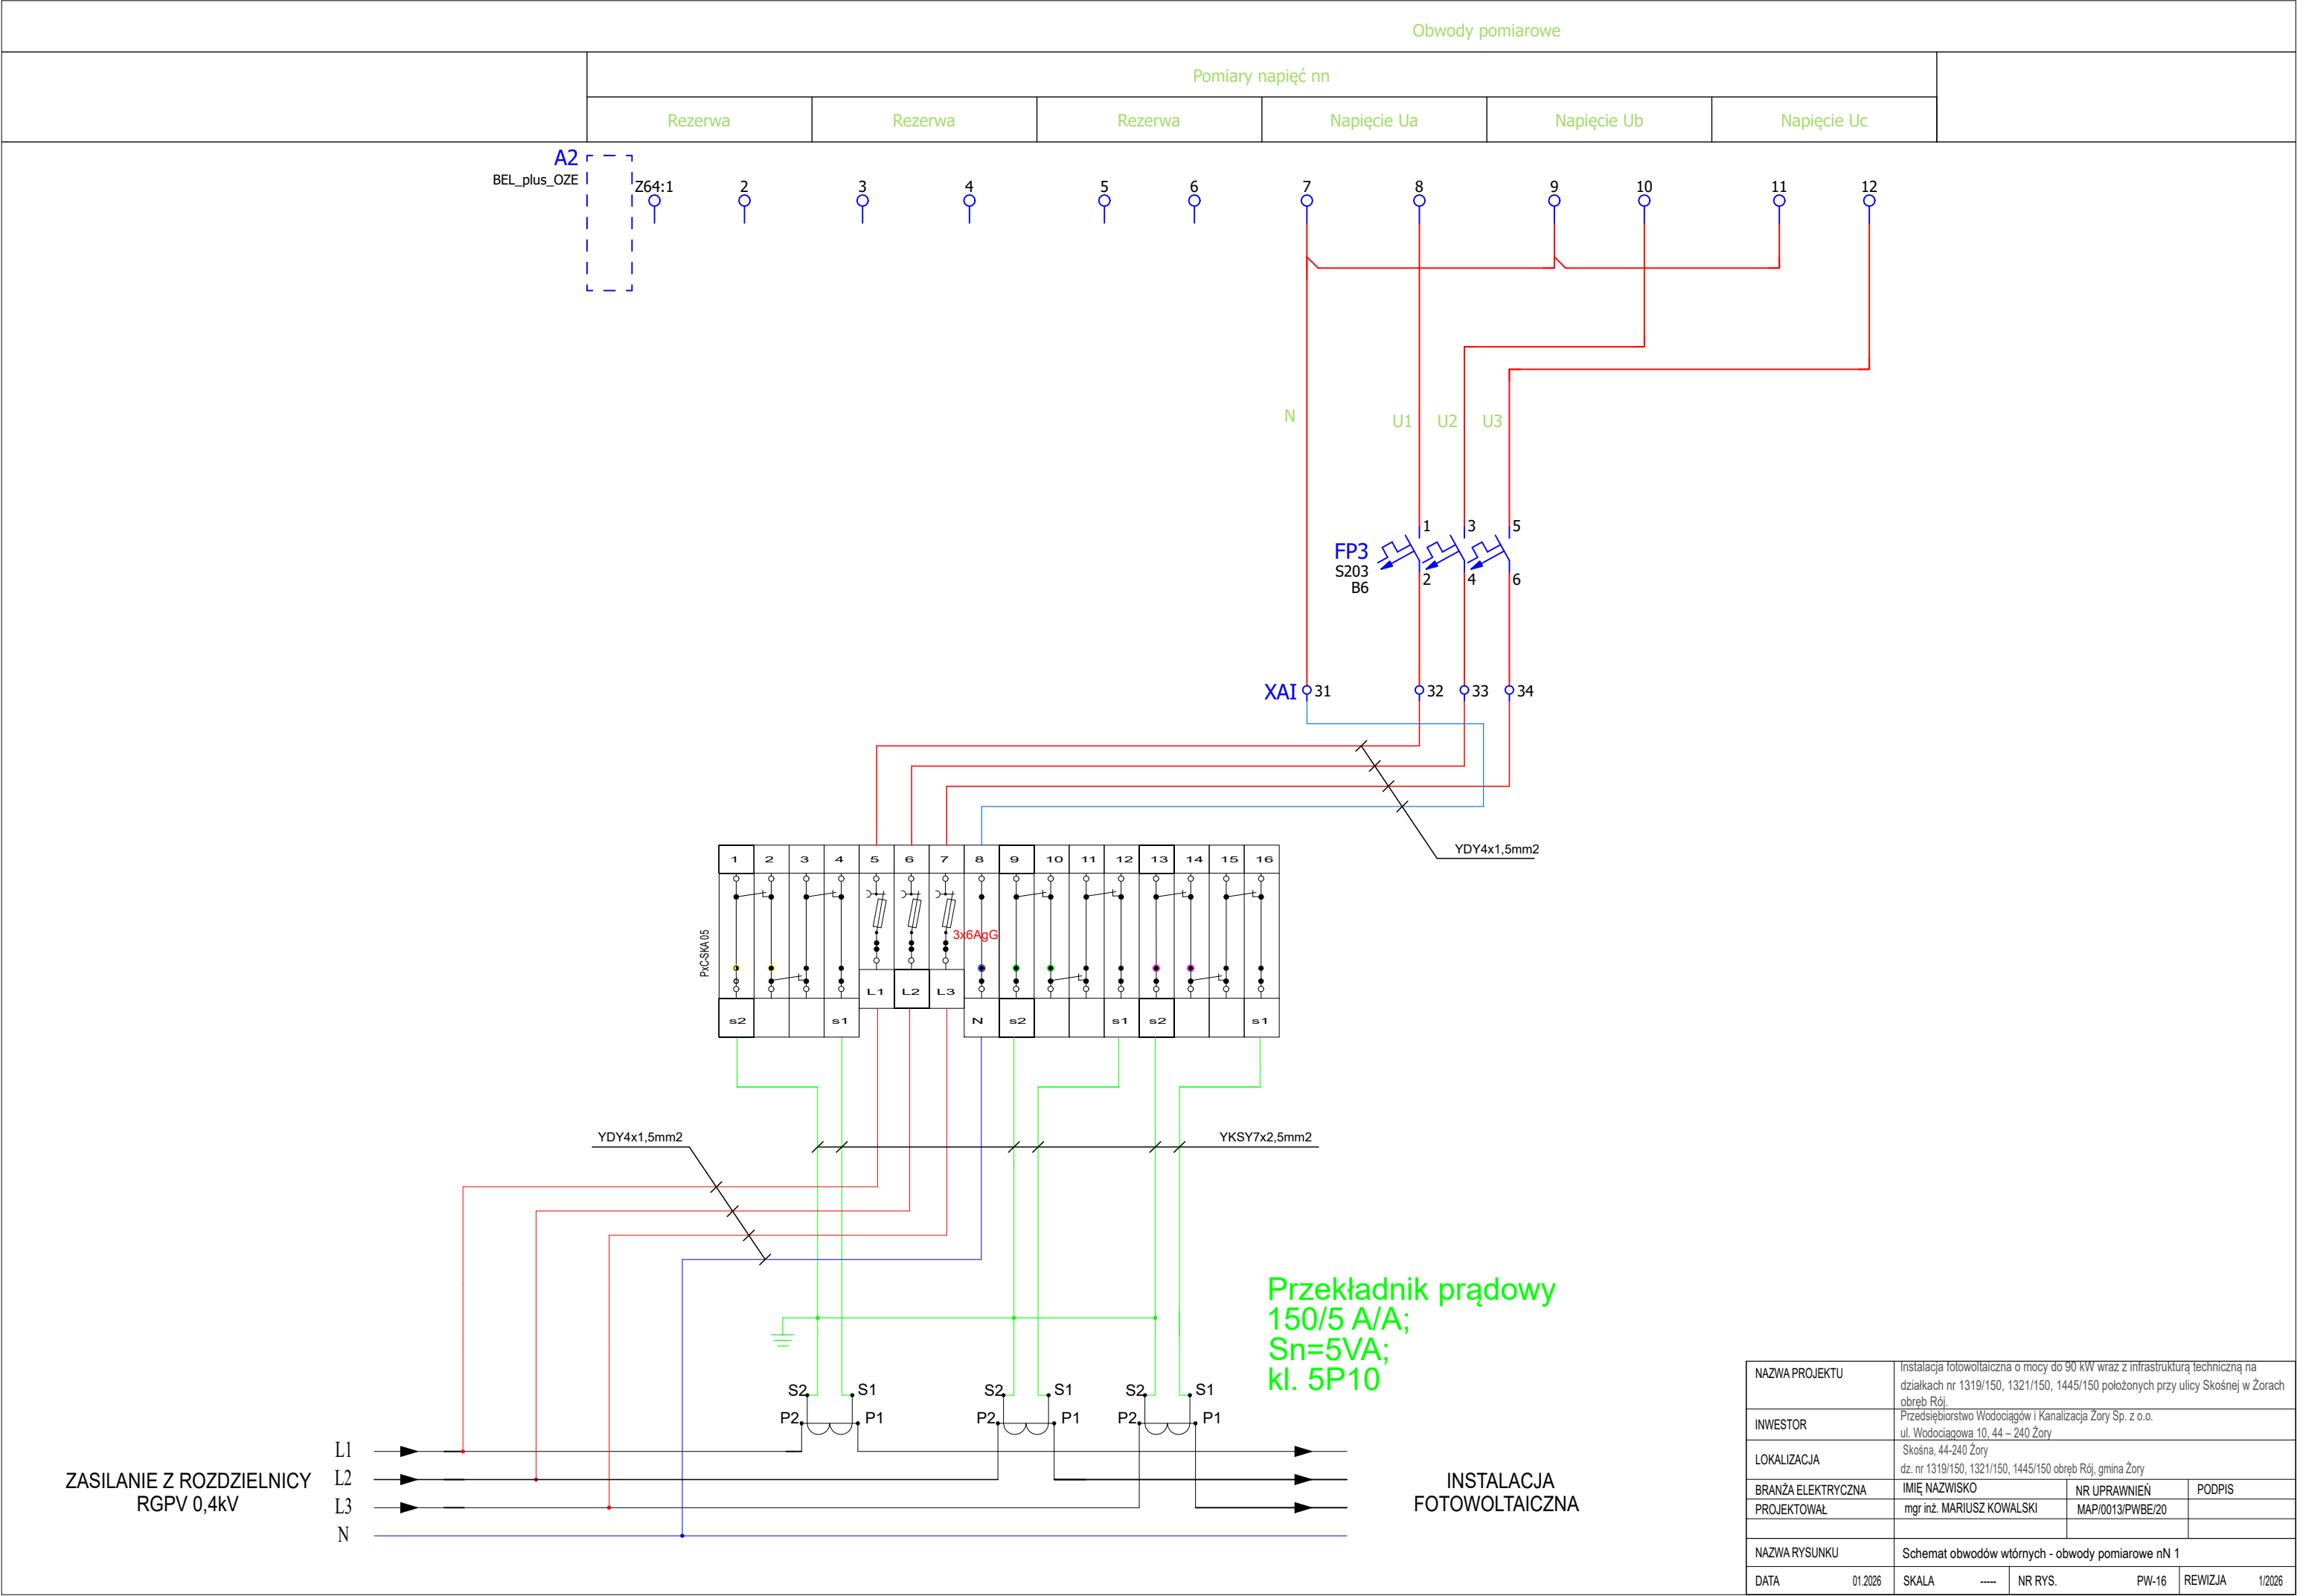 Obwody pomiarowe
Pomiary napięć nn
Rezerwa Rezerwa Rezerwa Napięcie Ua Napięcie Ub Napięcie Uc
A2
BEL_plus_OZE
Z64:1 2 3 4 5 6 7 8 9 10 11 12
N U1 U2 U3
1 3 5
FP3
S203
B6
2 4 6
XAI 31 32 33 34
YDY4x1,5mm2
1 2 3 4 5 6 7 8 9 10 11 12 13 14 15 16
PxC-SKA 05
3x6AgG
L1 L2 L3
s2 s1 N s2 s1 s2 s1
YDY4x1,5mm2 YKSY7x2,5mm2
Przekładnik prądowy
150/5 A/A;
Sn=5VA;
kl. 5P10
S2 S1 S2 S1 S2 S1
P2 P1 P2 P1 P2 P1
L1
L2
L3
N
ZASILANIE Z ROZDZIELNICY
RGPV 0,4kV
INSTALACJA
FOTOWOLTAICZNA
NAZWA PROJEKTU Instalacja fotowoltaiczna o mocy do 90 kW wraz z infrastrukturą techniczną na
działkach nr 1319/150, 1321/150, 1445/150 położonych przy ulicy Skośnej w Żorach
obręb Rój.
INWESTOR Przedsiębiorstwo Wodociągów i Kanalizacja Żory Sp. z o.o.
ul. Wodociągowa 10, 44 – 240 Żory
LOKALIZACJA Skośna, 44-240 Żory
dz. nr 1319/150, 1321/150, 1445/150 obręb Rój, gmina Żory
BRANŻA ELEKTRYCZNA IMIĘ NAZWISKO NR UPRAWNIEŃ PODPIS
PROJEKTOWAŁ mgr inż. MARIUSZ KOWALSKI MAP/0013/PWBE/20
NAZWA RYSUNKU Schemat obwodów wtórnych - obwody pomiarowe nN 1
DATA 01.2026 SKALA ----- NR RYS. PW-16 REWIZJA 1/2026